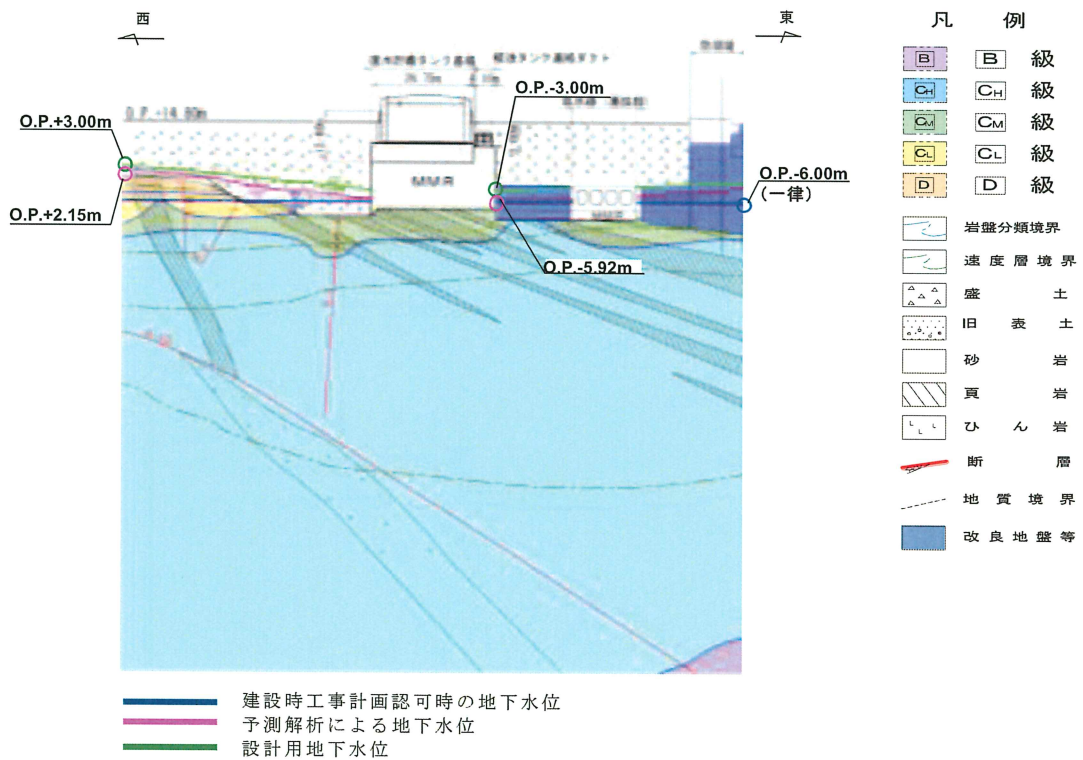 西
東
O.P.+3.00m
O.P.+2.15m
O.P.-3.00m
O.P.-5.92m
O.P.-6.00m
（一律）
MMR
凡 例
B B 級
CH CH 級
CM CM 級
CL CL 級
D D 級
岩盤分類境界
速度層境界
盛 土
旧 表 土
砂 岩
頁 岩
ひ ん 岩
断 層
地質境界
改良地盤等
建設時工事計画認可時の地下水位
予測解析による地下水位
設計用地下水位